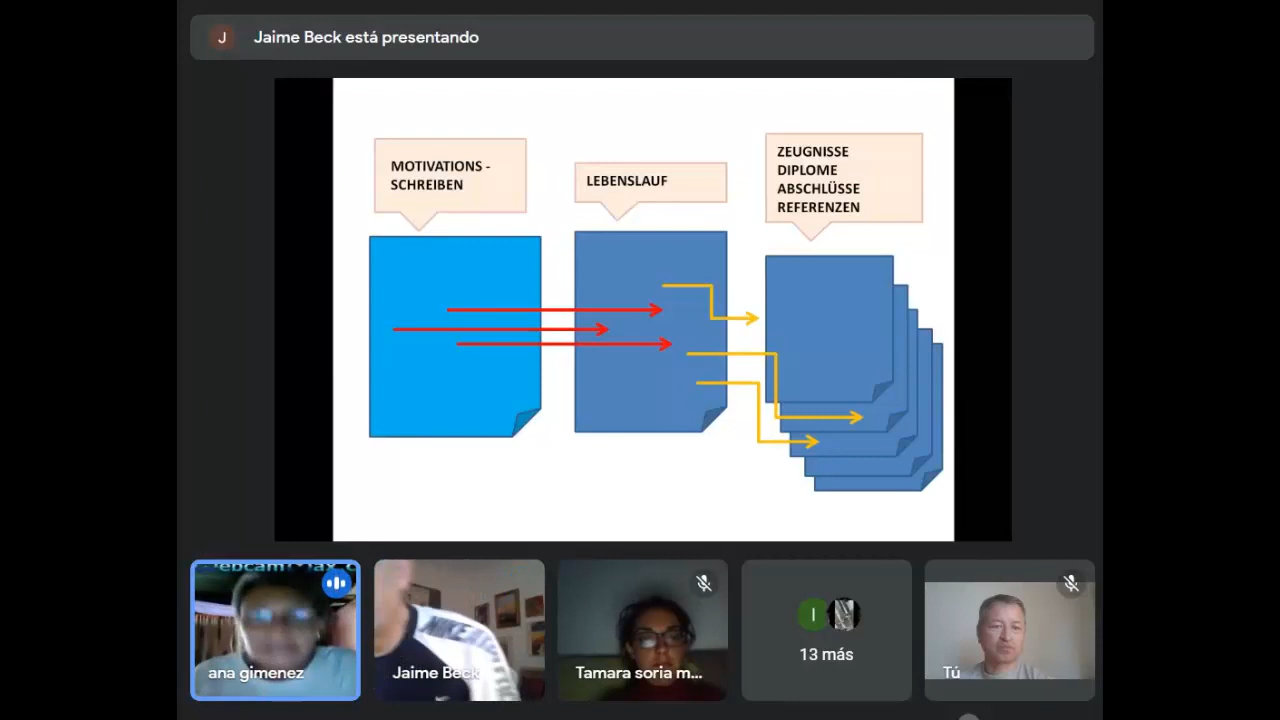 J
Jaime Beck está presentando
MOTIVATIONS -
SCHREIBEN
LEBENSLAUF
ZEUGNISSE
DIPLOME
ABSCHLÜSSE
REFERENZEN
ana gimenez
Jaime Beck
Tamara soria m...
I
13 más
Tú